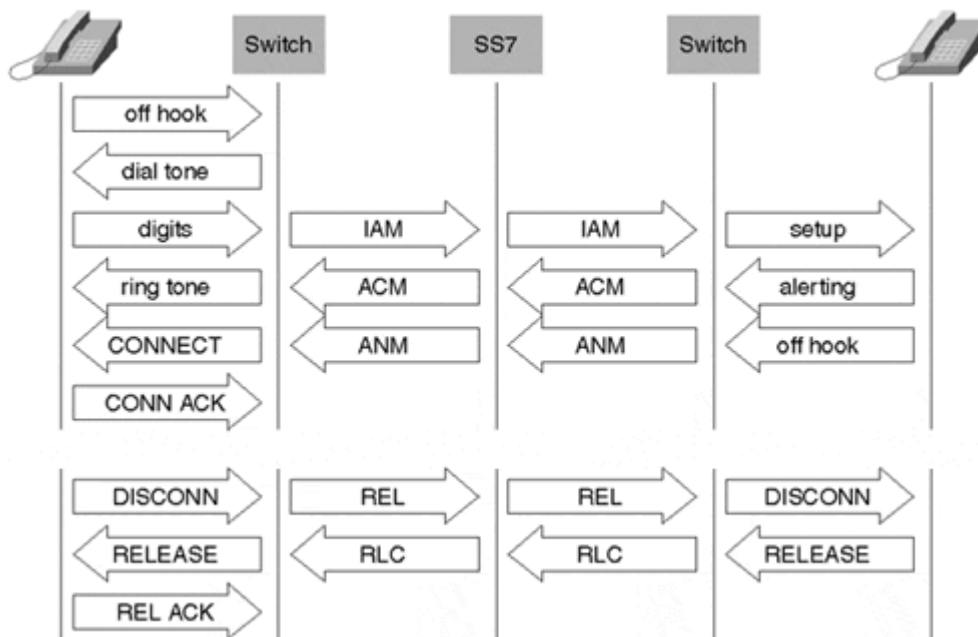 Switch SS7 Switch
off hook
dial tone
digits IAM IAM setup
ring tone ACM ACM alerting
CONNECT ANM ANM off hook
CONN ACK
DISCONN REL REL DISCONN
RELEASE RLC RLC RELEASE
REL ACK